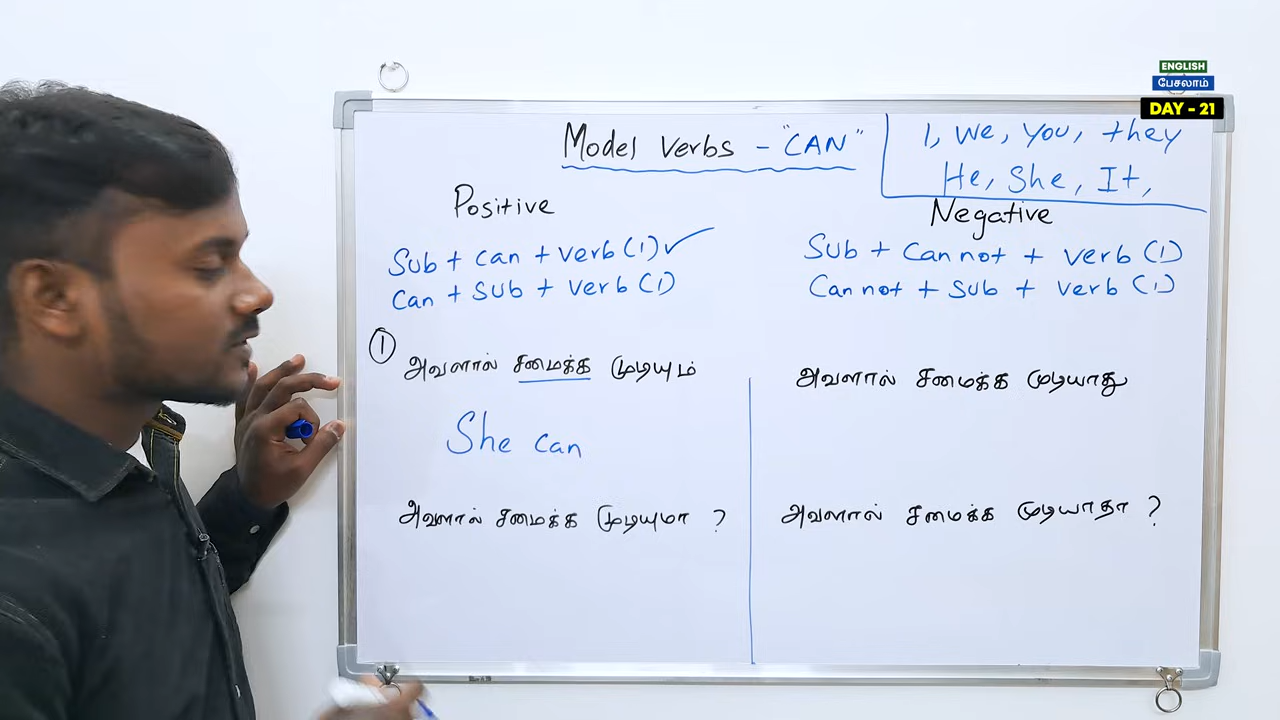 ENGLISH
பேசலாம்
DAY - 21
Model Verbs - "CAN"
I, We, You, they
He, She, It,
Positive
Sub + can + verb (1) ✓
Can + Sub + verb (1)
Negative
Sub + Cannot + verb (1)
Cannot + Sub + verb (1)
① அவளால் சமைக்க முடியும்
She can
அவளால் சமைக்க முடியுமா ?
அவளால் சமைக்க முடியாது
அவளால் சமைக்க முடியாதா ?